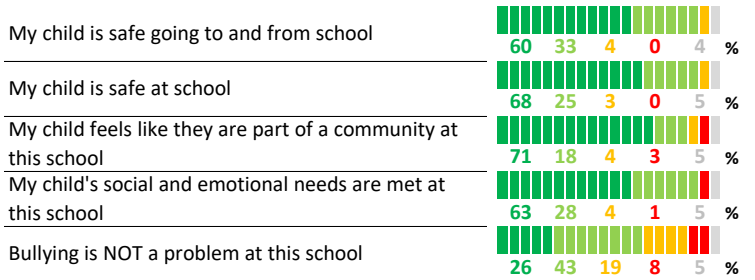 My child is safe going to and from school
60 33 4 0 4 %
My child is safe at school
68 25 3 0 5 %
My child feels like they are part of a community at
this school
71 18 4 3 5 %
My child's social and emotional needs are met at
this school
63 28 4 1 5 %
Bullying is NOT a problem at this school
26 43 19 8 5 %